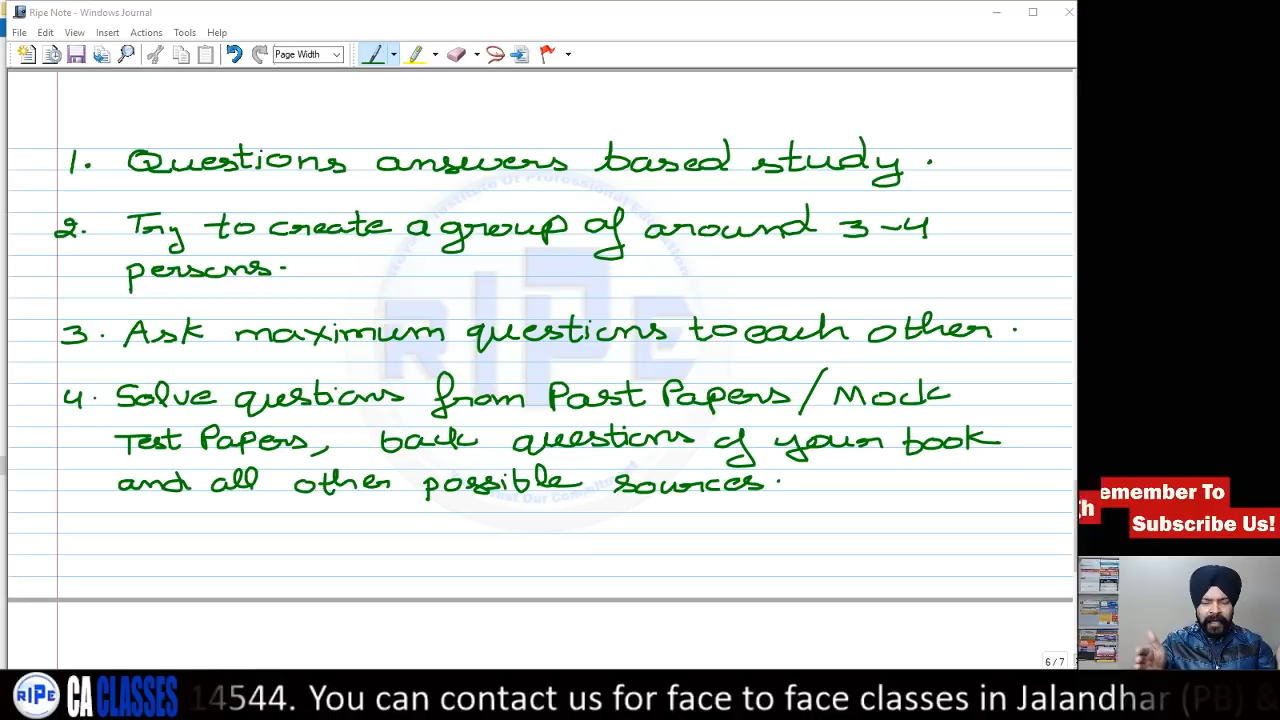 Ripe Note - Windows Journal
File Edit View Insert Actions Tools Help
Page Width
1. Questions answers based study.
2. Try to create a group of around 3-4
persons.
3. Ask maximum questions to each other.
4. Solve questions from Past Papers/Mock
Test Papers, back questions of your book
and all other possible sources.
RIPE
emember To
gh
Subscribe Us!
6 / 7
RIPE CA CLASSES 14544. You can contact us for face to face classes in Jalandhar (PB) &